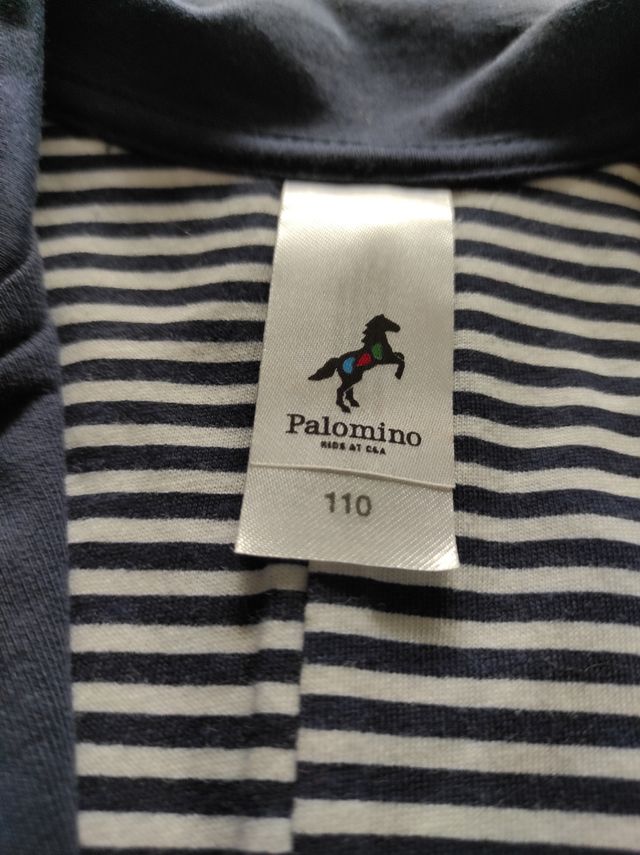 Palomino
KIDS AT C&A
110